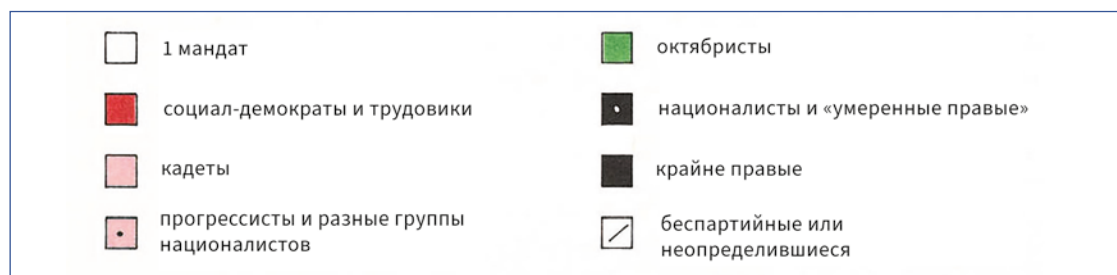 1 мандат
социал-демократы и трудовики
кадеты
прогрессисты и разные группы
националистов
октябристы
националисты и «умеренные правые»
крайне правые
беспартийные или
неопределившиеся